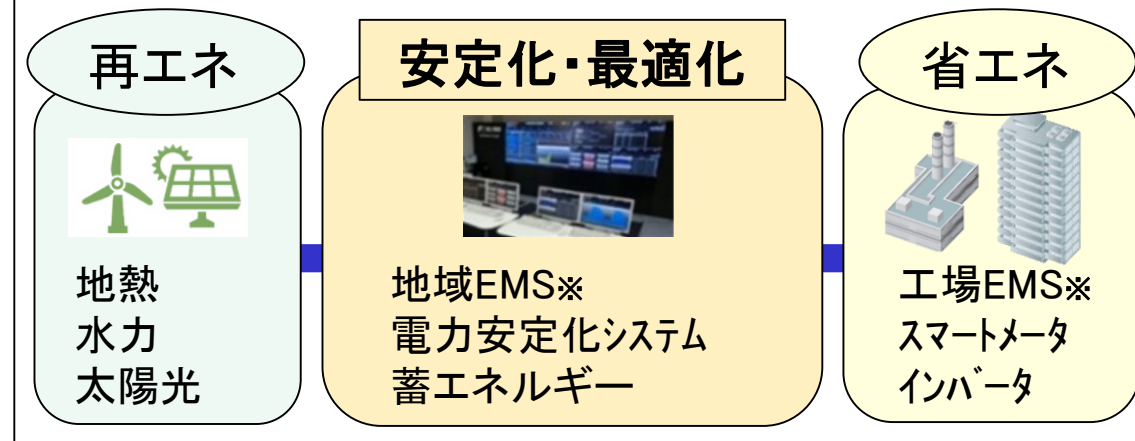 再エネ
安定化・最適化
省エネ
地熱
水力
太陽光
地域EMS※
電力安定化システム
蓄エネルギー
工場EMS※
スマートメータ
インバータ